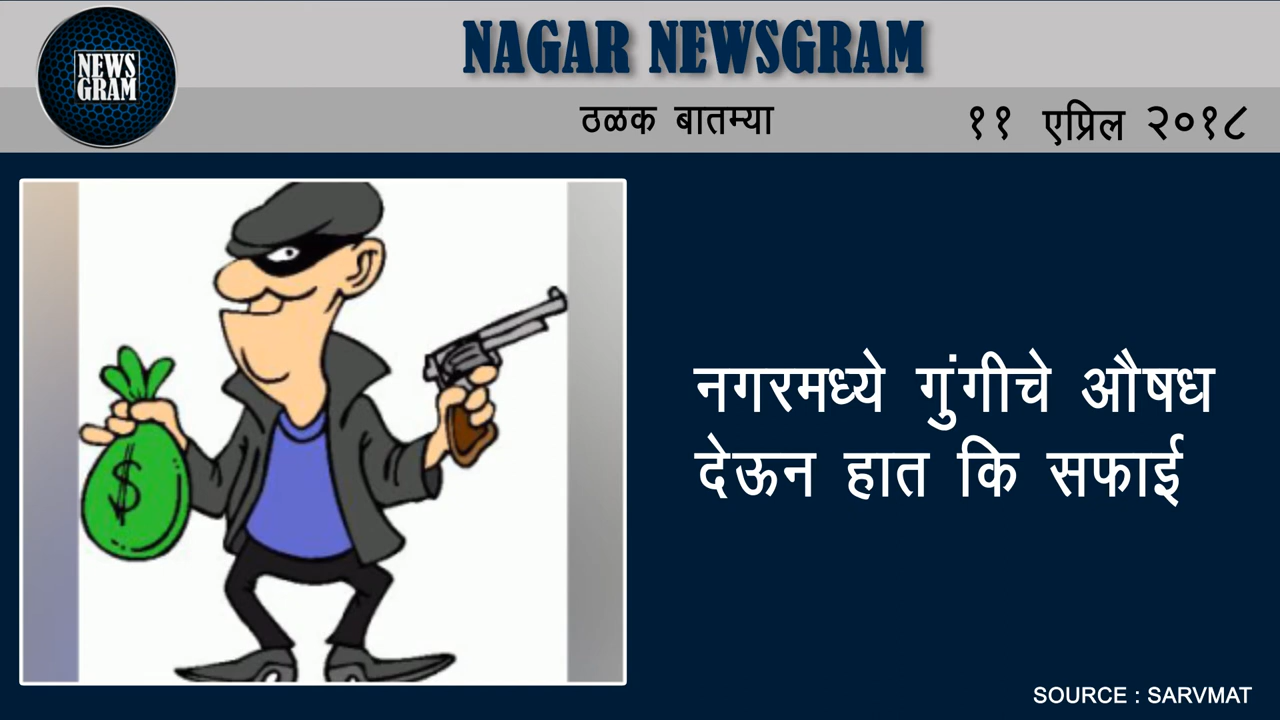 NEWS
GRAM
NAGAR NEWSGRAM
ठळक बातम्या
११ एप्रिल २०१८
$
नगरमध्ये गुंगीचे औषध
देऊन हात कि सफाई
SOURCE : SARVMAT